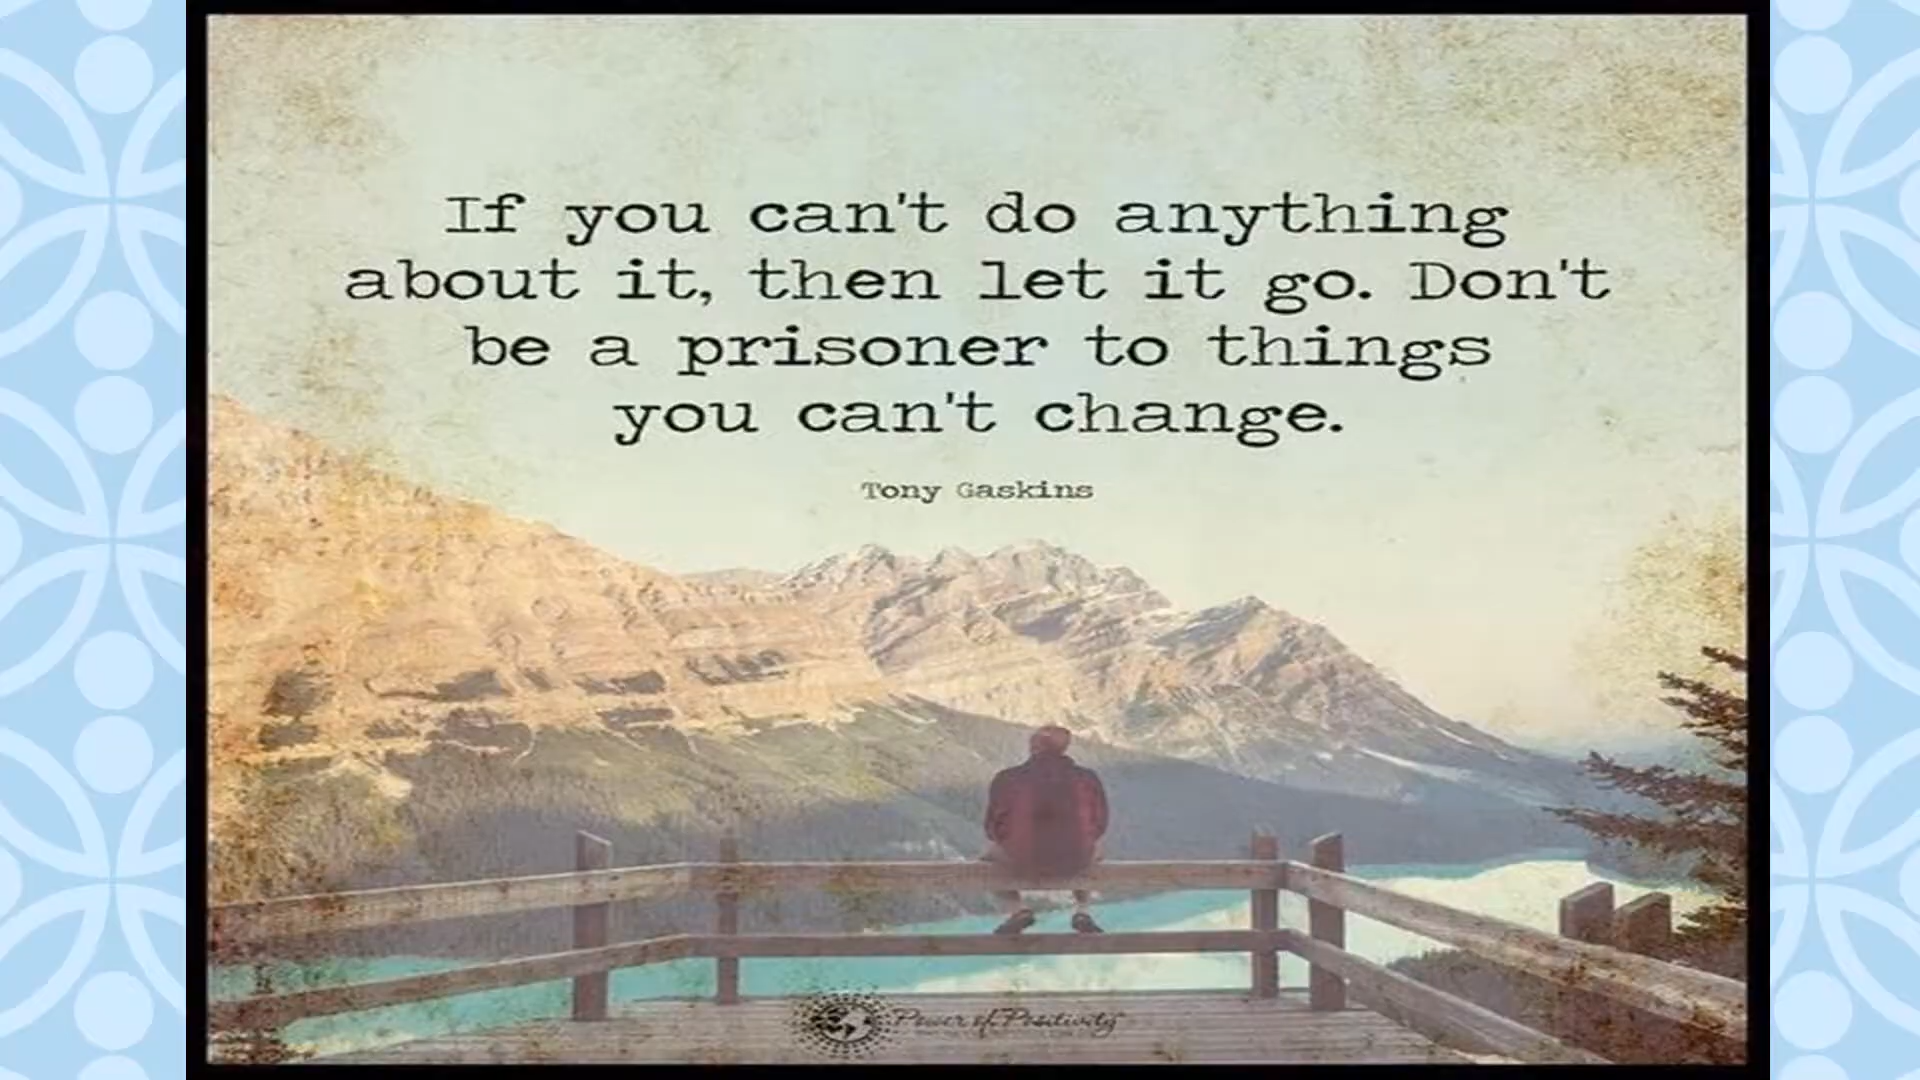 If you can't do anything
about it, then let it go. Don't
be a prisoner to things
you can't change.
Tony Gaskins
Power of Positivity